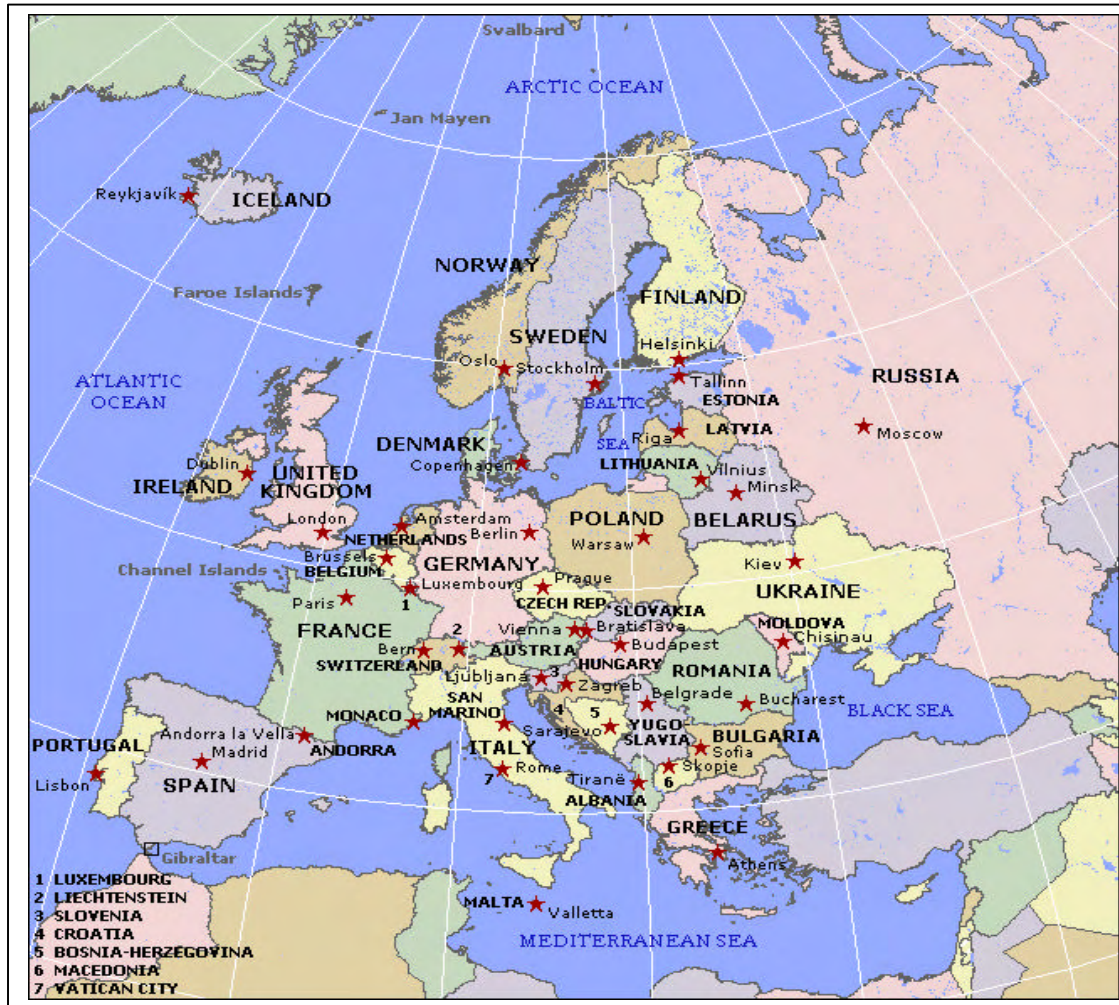 Svalbard
ARCTIC OCEAN
Jan Mayen
Reykjavík
ICELAND
NORWAY
Faroe Islands
FINLAND
SWEDEN
Helsinki
Oslo
Stockholm
ATLANTIC
OCEAN
RUSSIA
Tallinn
ESTONIA
BALTIC
SEA
Moscow
LATVIA
Riga
DENMARK
Copenhagen
LITHUANIA
Vilnius
Minsk
Dublin
IRELAND
UNITED
KINGDOM
London
POLAND
BELARUS
Amsterdam
NETHERLANDS
Berlin
Warsaw
Brussels
BELGIUM
GERMANY
Kiev
Channel Islands
Luxembourg
Prague
UKRAINE
1
Paris
CZECH REP.
SLOVAKIA
FRANCE
2
Vienna
Bratislava
MOLDOVA
Chisinau
Bern
SWITZERLAND
AUSTRIA
Budapest
HUNGARY
ROMANIA
Ljubljana
3
Zagreb
SAN
MARINO
4
5
Belgrade
Bucharest
BLACK SEA
MONACO
Sarajevo
YUGO
SLAVIA
BULGARIA
PORTUGAL
Andorra la Vella
ANDORRA
Madrid
ITALY
Sofia
Lisbon
SPAIN
7
Rome
Skopje
6
Tiranë
ALBANIA
GREECE
Athens
Gibraltar
MALTA
Valletta
MEDITERRANEAN SEA
1 LUXEMBOURG
2 LIECHTENSTEIN
3 SLOVENIA
4 CROATIA
5 BOSNIA-HERZEGOVINA
6 MACEDONIA
7 VATICAN CITY